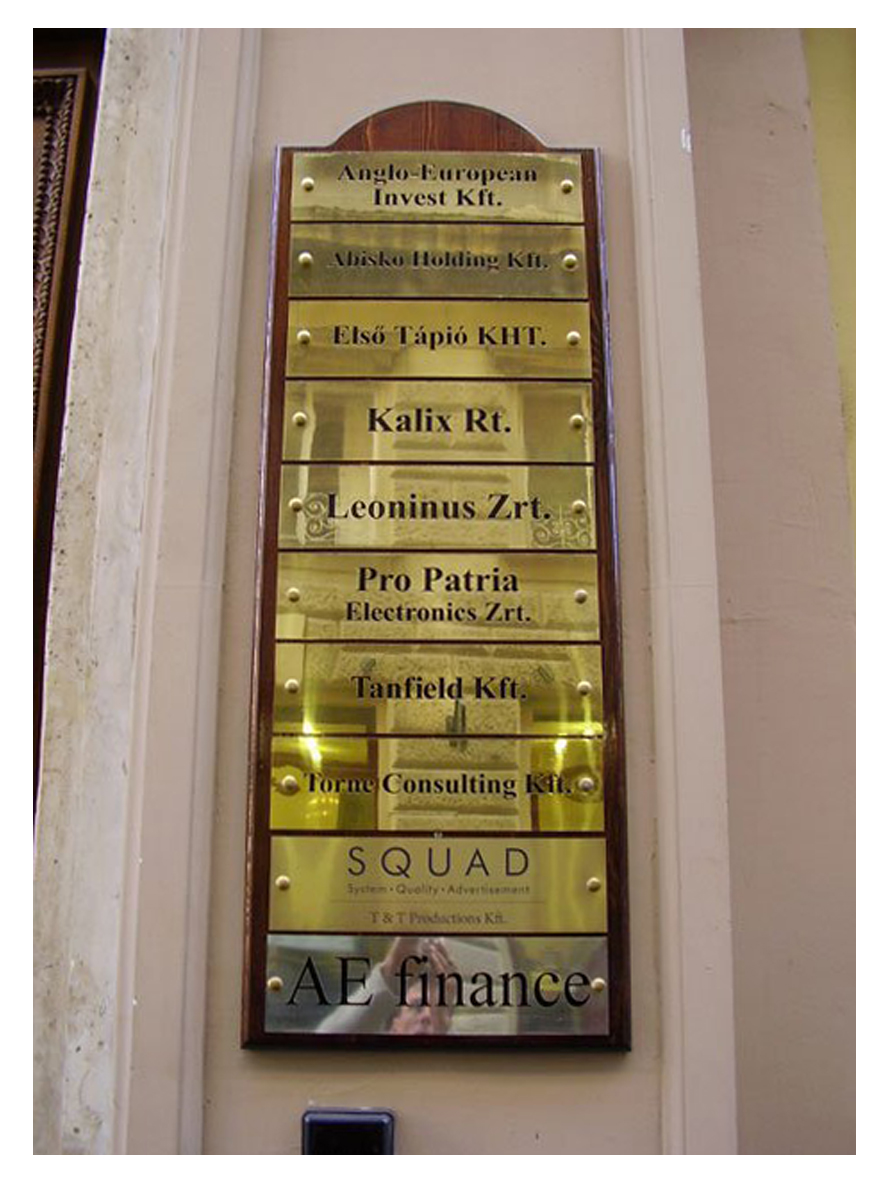 Anglo-European
Invest Kft.
Abisko Holding Kft.
Első Tápió KHT.
Kalix Rt.
Leoninus Zrt.
Pro Patria
Electronics Zrt.
Tanfield Kft.
Torne Consulting Kft.
SQUAD
System • Quality • Advertisement
T & T Productions Kft.
AE finance